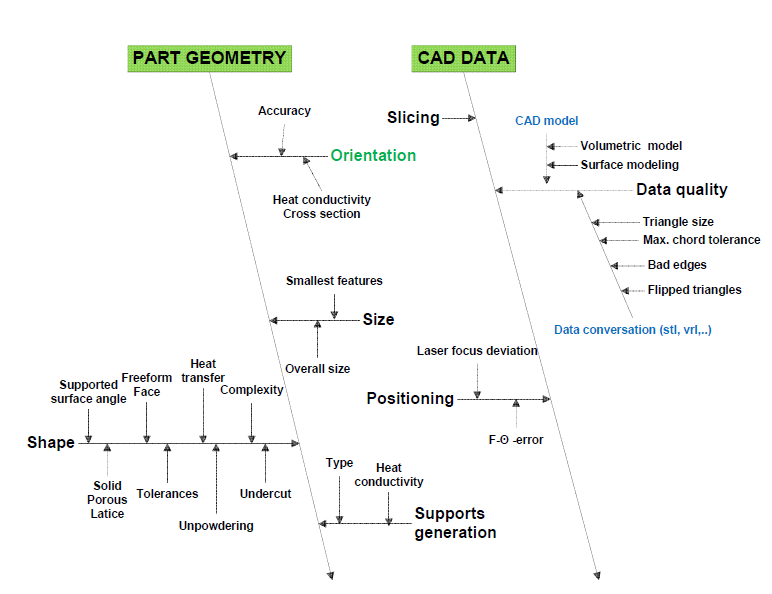 PART GEOMETRY
CAD DATA
Accuracy
Orientation
Heat conductivity
Cross section
Smallest features
Size
Overall size
Supported
surface angle
Freeform
Face
Heat
transfer
Complexity
Shape
Solid
Porous
Latice
Tolerances
Unpowdering
Undercut
Type
Heat
conductivity
Supports
generation
Slicing
CAD model
Volumetric model
Surface modeling
Data quality
Triangle size
Max. chord tolerance
Bad edges
Flipped triangles
Data conversation (stl, vrl,..)
Laser focus deviation
Positioning
F-ʘ -error